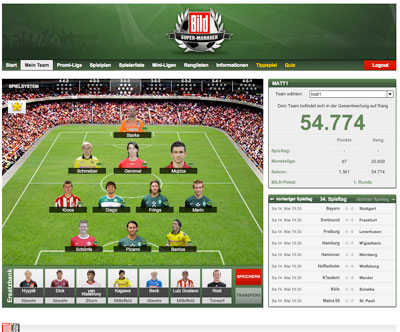 Bild
SUPER-MANAGER
Home Mein Team Promi-Liga Spielplan Spielerliste Mini-Ligen Ranglisten Informationen Tippspiel Quiz Logout
SPIELSYSTEM
Starke
Schmelzer Geromel Mujdza
Kroos Diego Frings Marin
Schürrle Pizarro Barrios
Ersatzbank
Hyypiä Dick van Nistelrooy Kagawa Beck Luiz Gustavo Rost
Abwehr Abwehr Sturm Mittelfeld Abwehr Mittelfeld Torwart
SPEICHERN
TRANSFERS
MATT1
Team wählen Matt1
Dein Team befindet sich in der Gesamtwertung auf Rang
54.774
Punkte Rang
Spieltag: - -
Monatsliga: 67 20.659
Saison: 1.361 54.774
BILD-Pokal: 1. Runde
vorheriger Spieltag 34. Spieltag nächster Spieltag
Sa 14. Mai 15:30 Bayern Stuttgart
Sa 14. Mai 15:30 Dortmund Frankfurt
Sa 14. Mai 15:30 Freiburg Leverkusen
Sa 14. Mai 15:30 Hamburg M'gladbach
Sa 14. Mai 15:30 Hannover Nürnberg
Sa 14. Mai 15:30 Hoffenheim Wolfsburg
Sa 14. Mai 15:30 K'lautern Werder
Sa 14. Mai 15:30 Köln Schalke
Sa 14. Mai 15:30 Mainz 05 St. Pauli
Bild